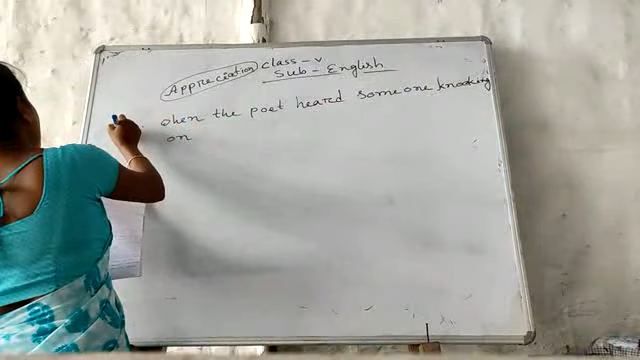 Appreciation class - v
Sub - English
when the poet heared someone knocking
on